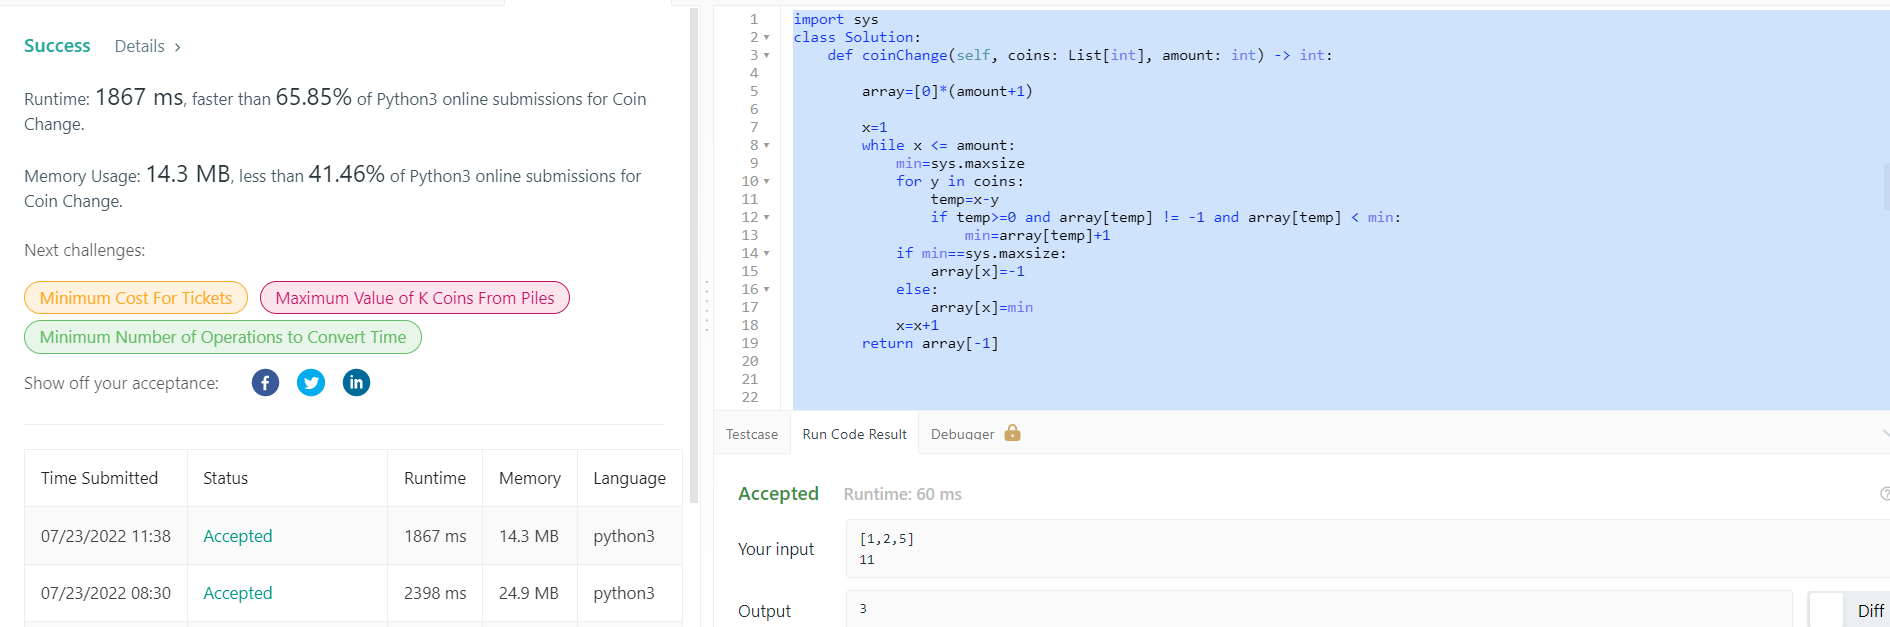 Success Details >
Runtime: 1867 ms, faster than 65.85% of Python3 online submissions for Coin
Change.
Memory Usage: 14.3 MB, less than 41.46% of Python3 online submissions for
Coin Change.
Next challenges:
Minimum Cost For Tickets
Maximum Value of K Coins From Piles
Minimum Number of Operations to Convert Time
Show off your acceptance:
Time Submitted Status Runtime Memory Language
07/23/2022 11:38 Accepted 1867 ms 14.3 MB python3
07/23/2022 08:30 Accepted 2398 ms 24.9 MB python3
1 import sys
2 class Solution:
3     def coinChange(self, coins: List[int], amount: int) -> int:
4
5         array=[0]*(amount+1)
6
7         x=1
8         while x <= amount:
9             min=sys.maxsize
10             for y in coins:
11                 temp=x-y
12                 if temp>=0 and array[temp] != -1 and array[temp] < min:
13                     min=array[temp]+1
14             if min==sys.maxsize:
15                 array[x]=-1
16             else:
17                 array[x]=min
18             x=x+1
19         return array[-1]
20
21
22
Testcase Run Code Result Debugger
Accepted Runtime: 60 ms
Your input
[1,2,5]
11
Output
3
Diff